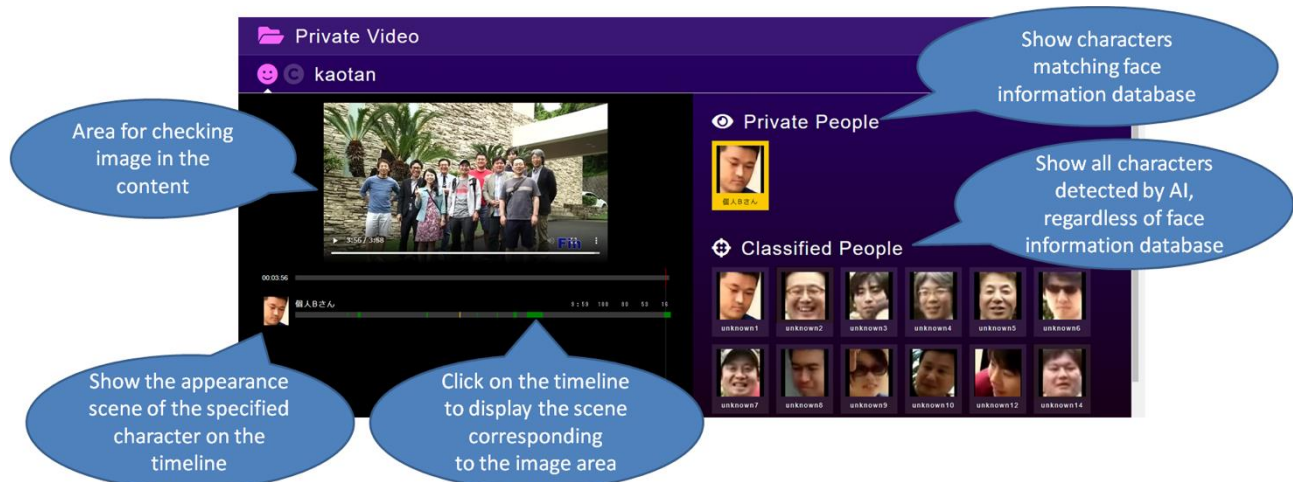 Private Video
kaotan
Show characters
matching face
information database
Area for checking
image in the
content
Private People
個人Bさん
Show all characters
detected by AI,
regardless of face
information database
3:56 / 3:58
Fin
Classified People
00:03:56
個人Bさん
unknown1 unknown2 unknown3 unknown4 unknown5 unknown6
unknown7 unknown8 unknown9 unknown10 unknown12 unknown14
Show the appearance
scene of the specified
character on the
timeline
Click on the timeline
to display the scene
corresponding
to the image area